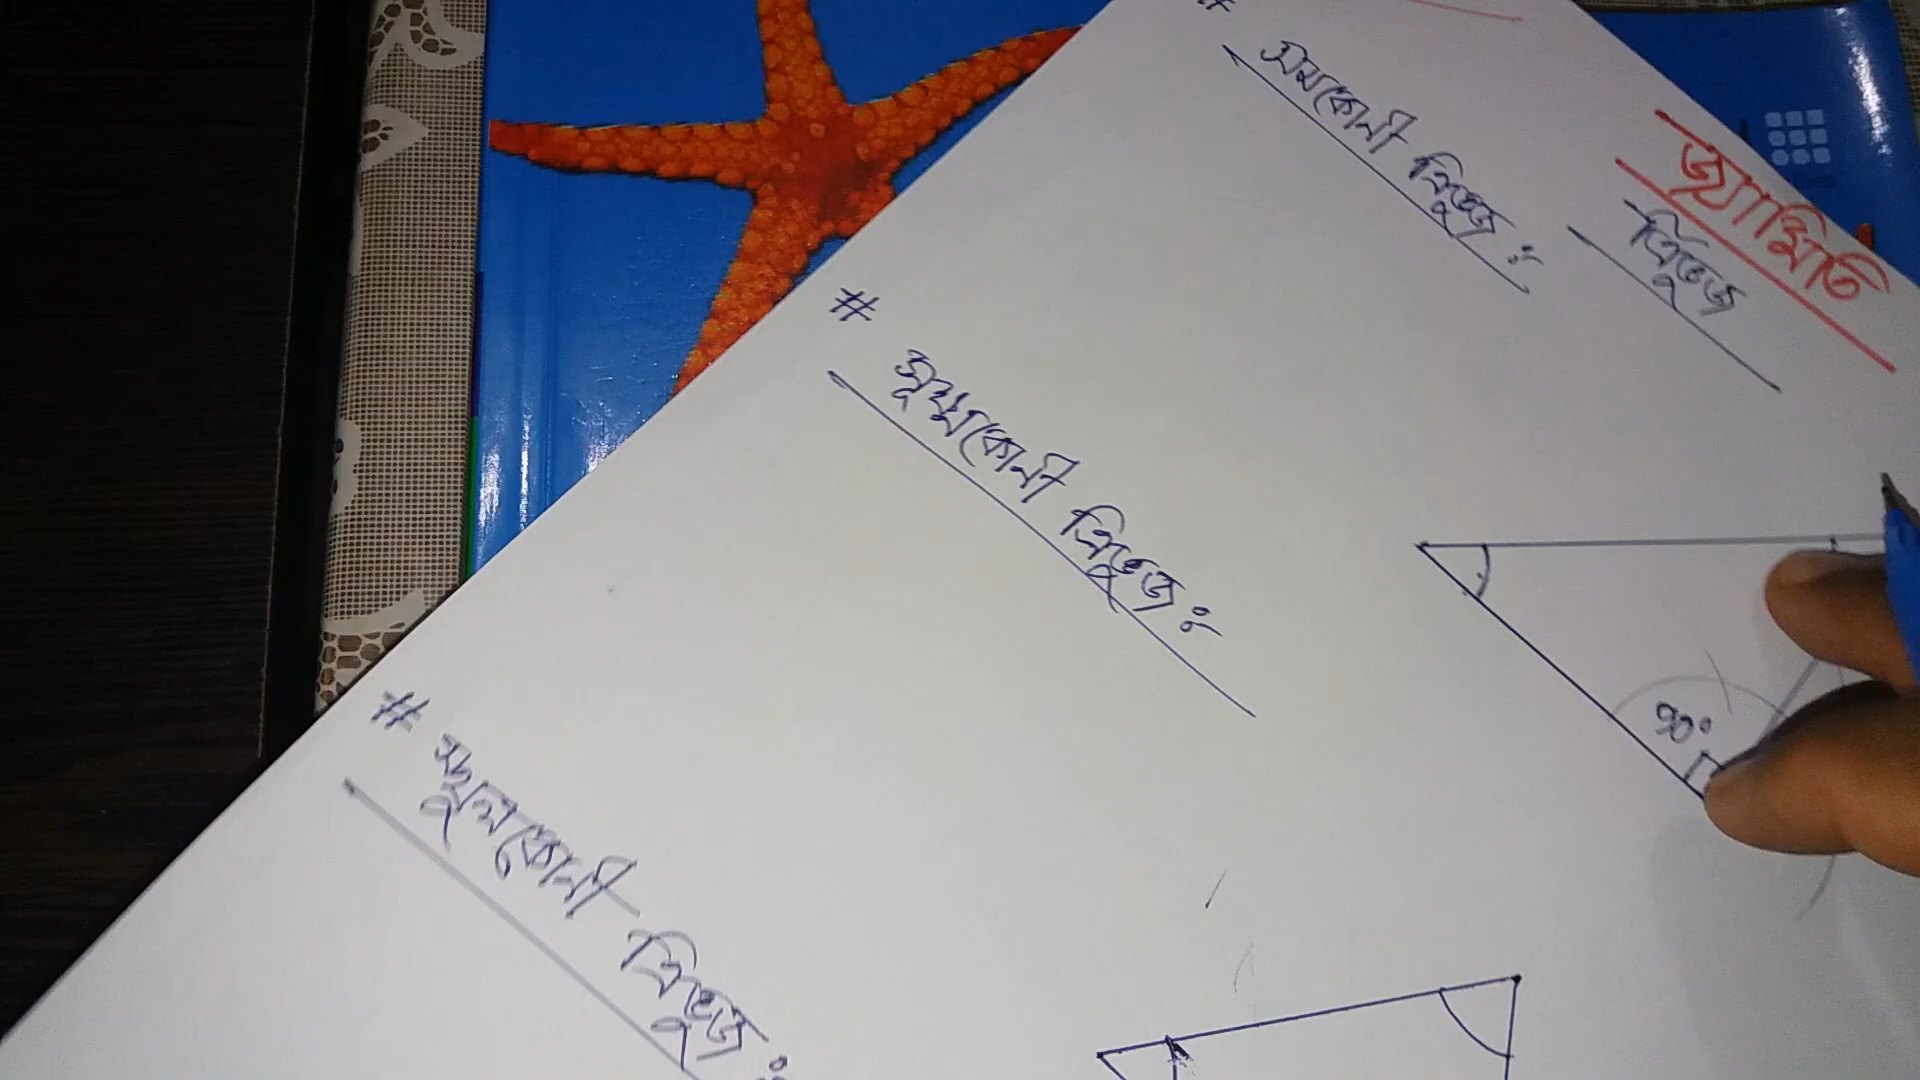 জ্যামিতি
ত্রিভুজ
# সমকোণী ত্রিভুজ ঃ
# সূক্ষ্মকোণী ত্রিভুজ ঃ
# স্থূলকোণী ত্রিভুজ ঃ
90°